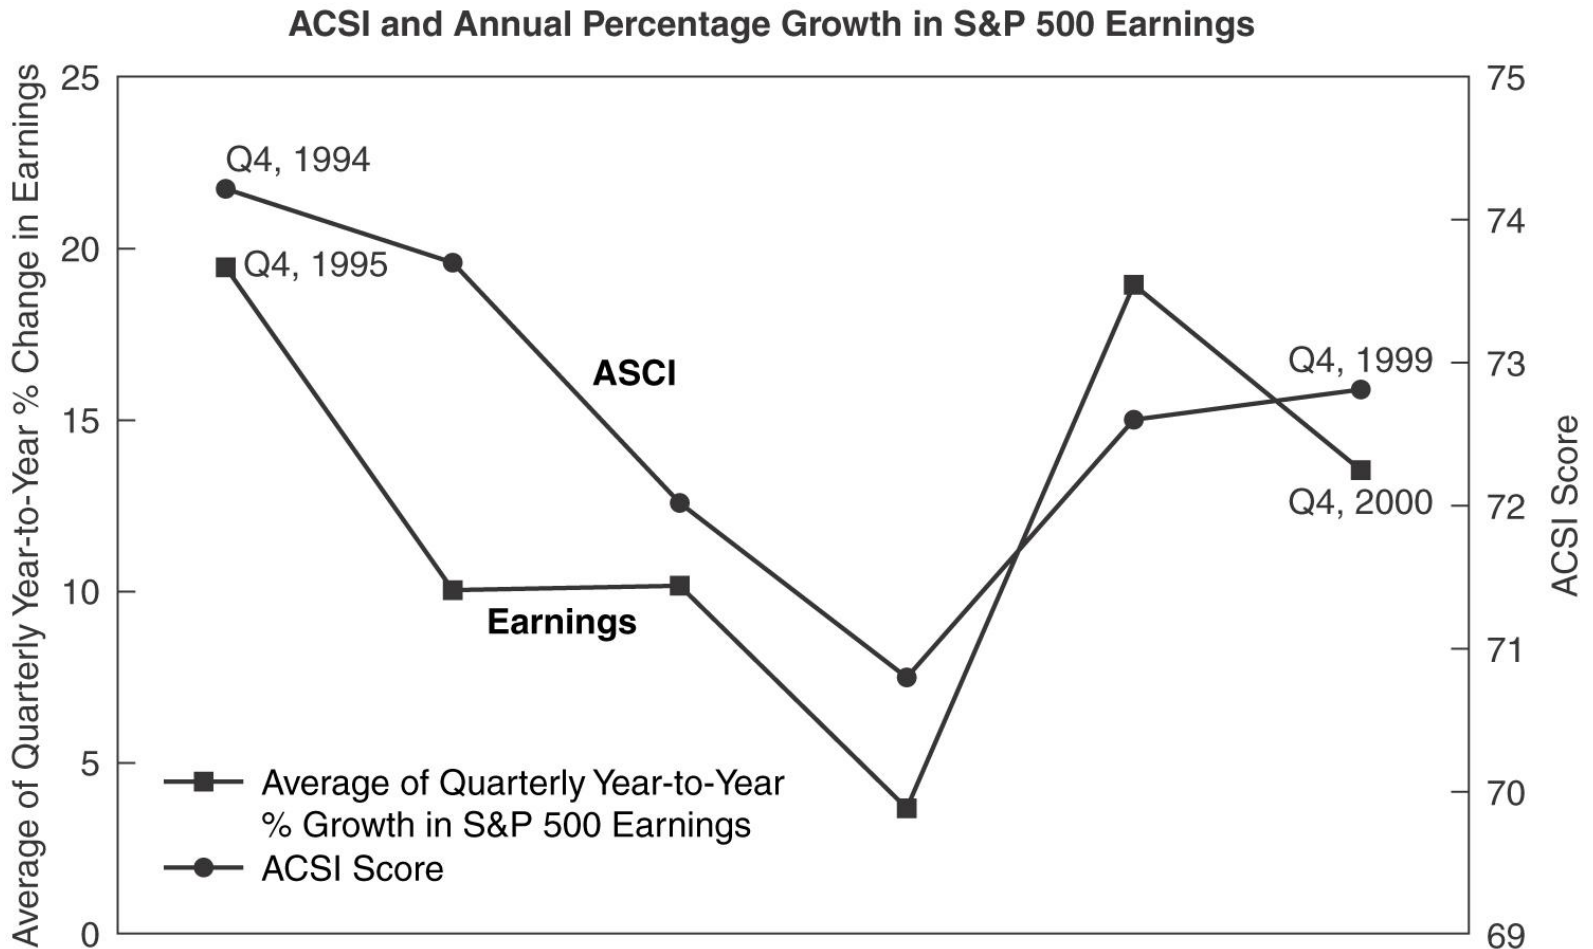 ACSI and Annual Percentage Growth in S&P 500 Earnings
Average of Quarterly Year-to-Year % Change in Earnings
25
20
15
10
5
0
Q4, 1994
Q4, 1995
ASCI
Earnings
Q4, 1999
Q4, 2000
Average of Quarterly Year-to-Year
% Growth in S&P 500 Earnings
ACSI Score
75
74
73
72
71
70
69
ACSI Score